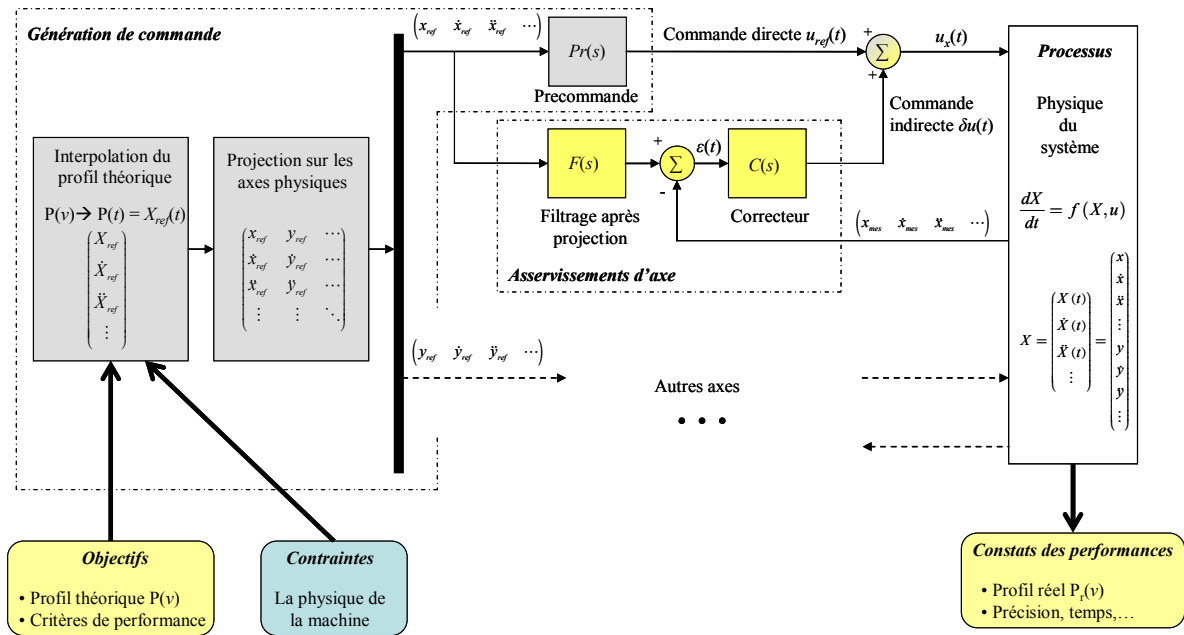 Génération de commande
(x_ref ẋ_ref ẍ_ref ⋯)
Pr(s)
Precommande
Commande directe u_ref(t)
+
Σ
+
u_x(t)
Interpolation du
profil théorique
P(v)→ P(t) = X_ref(t)
X_ref
Ẋ_ref
Ẍ_ref
⋮
Projection sur les
axes physiques
x_ref y_ref ⋯
ẋ_ref ẏ_ref ⋯
ẍ_ref ÿ_ref ⋯
⋮ ⋮ ⋱
F(s)
Filtrage après
projection
+
Σ
-
ε(t)
C(s)
Correcteur
Commande
indirecte δu(t)
(x_mes ẋ_mes ẍ_mes ⋯)
Asservissements d’axe
(y_ref ẏ_ref ÿ_ref ⋯)
Autres axes
• • •
Processus
Physique
du
système
dX/dt = f (X,u)
X = (X(t) Ẋ(t) Ẍ(t) ⋮) = (x ẋ ẍ ⋮ y ẏ y ⋮)
Objectifs
• Profil théorique P(v)
• Critères de performance
Contraintes
La physique de
la machine
Constats des performances
• Profil réel P_r(v)
• Précision, temps,…